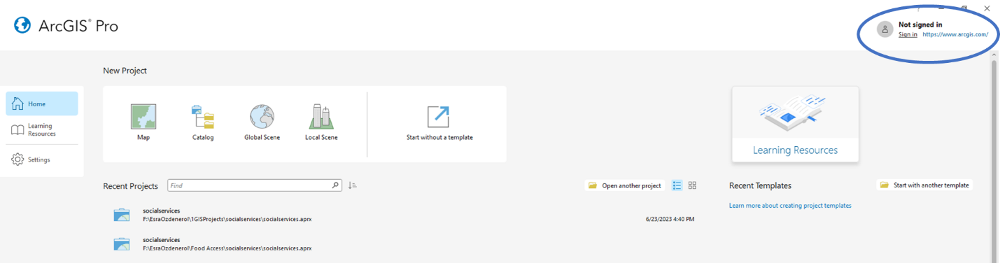 ArcGIS® Pro
?
Not signed in
Sign in https://www.arcgis.com/
New Project
Home
Learning
Resources
Settings
Map
Catalog
Global Scene
Local Scene
Start without a template
Learning Resources
Recent Projects
Find
Open another project
Recent Templates
Start with another template
Learn more about creating project templates
socialservices
F:\EsraOzdenerol\1GISProjects\socialservices\socialservices.aprx
6/23/2023 4:40 PM
socialservices
F:\EsraOzdenerol\Food Access\socialservices\socialservices.aprx